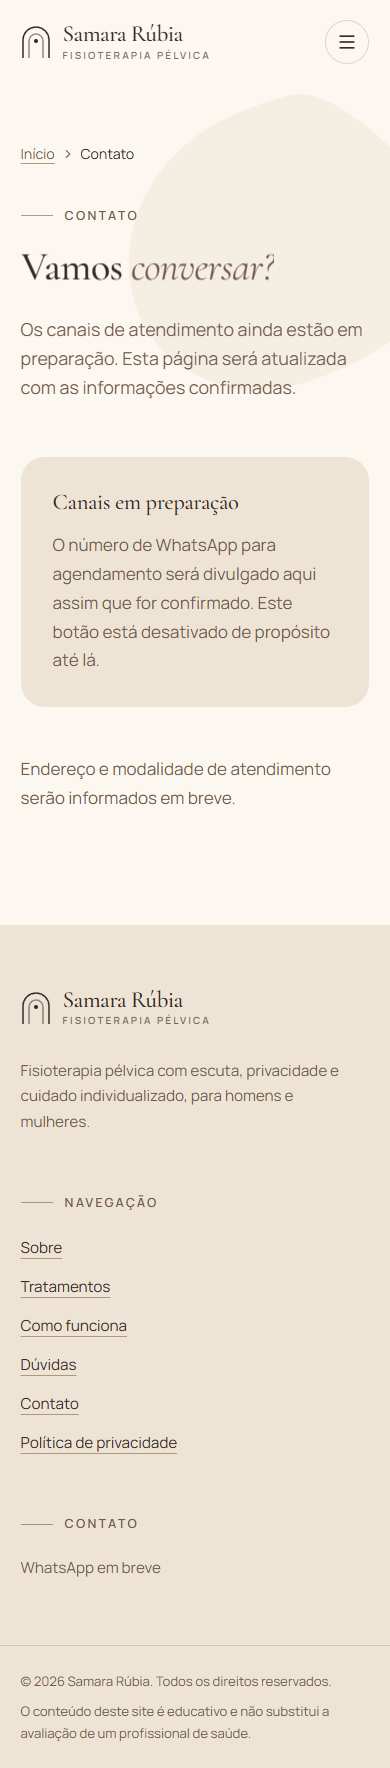 Samara Rúbia
FISIOTERAPIA PÉLVICA
Início > Contato
CONTATO
Vamos conversar?
Os canais de atendimento ainda estão em
preparação. Esta página será atualizada
com as informações confirmadas.
Canais em preparação
O número de WhatsApp para
agendamento será divulgado aqui
assim que for confirmado. Este
botão está desativado de propósito
até lá.
Endereço e modalidade de atendimento
serão informados em breve.
Samara Rúbia
FISIOTERAPIA PÉLVICA
Fisioterapia pélvica com escuta, privacidade e
cuidado individualizado, para homens e
mulheres.
NAVEGAÇÃO
Sobre
Tratamentos
Como funciona
Dúvidas
Contato
Política de privacidade
CONTATO
WhatsApp em breve
© 2026 Samara Rúbia. Todos os direitos reservados.
O conteúdo deste site é educativo e não substitui a
avaliação de um profissional de saúde.